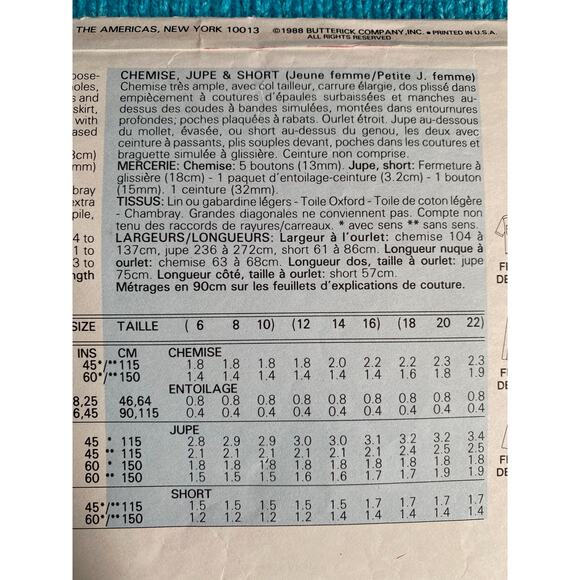 THE AMERICAS, NEW YORK 10013 ©1988 BUTTERICK COMPANY, INC. • PRINTED IN U.S.A.
ALL RIGHTS RESERVED
CHEMISE, JUPE & SHORT (Jeune femme/Petite J. femme)
Chemise très ample, avec col tailleur, carrure élargie, dos plissé dans
empiècement à coutures d'épaules surbaissées et manches au-
dessus des coudes à bandes simulées, montées dans entournures
profondes; poches plaquées à rabats. Ourlet étroit. Jupe au-dessous
du mollet, évasée, ou short au-dessus du genou, les deux avec
ceinture à passants, plis souples devant, poches dans les coutures et
braguette simulée à glissière. Ceinture non comprise.
MERCERIE: Chemise: 5 boutons (13mm). Jupe, short: Fermeture à
glissière (18cm) - 1 paquet d'entoilage-ceinture (3.2cm) - 1 bouton
(15mm). 1 ceinture (32mm).
TISSUS: Lin ou gabardine légers - Toile Oxford - Toile de coton légère
- Chambray. Grandes diagonales ne conviennent pas. Compte non
tenu des raccords de rayures/carreaux. * avec sens ** sans sens.
LARGEURS/LONGUEURS: Largeur à l'ourlet: chemise 104 à
137cm, jupe 236 à 272cm, short 61 à 86cm. Longueur nuque à
ourlet: chemise 63 à 68cm. Longueur dos, taille à ourlet: jupe
75cm. Longueur côté, taille à ourlet: short 57cm.
Métrages en 90cm sur les feuillets d'explications de couture.
SIZE TAILLE ( 6 8 10) (12 14 16) (18 20 22)
INS CM CHEMISE
45*/**115 1.8 1.8 1.8 1.8 2.0 2.2 2.2 2.3 2.3
60*/**150 1.4 1.4 1.4 1.4 1.4 1.4 1.6 1.8 1.9
ENTOILAGE
8,25 46,64 0.8 0.8 0.8 0.8 0.8 0.8 0.8 0.8 0.8
6,45 90,115 0.4 0.4 0.4 0.4 0.4 0.4 0.4 0.4 0.4
JUPE
45 * 115 2.8 2.9 2.9 3.0 3.0 3.1 3.2 3.2 3.4
45 ** 115 2.1 2.1 2.1 2.1 2.1 2.1 2.4 2.5 2.5
60 * 150 1.8 1.8 1.8 1.8 1.8 1.8 1.8 1.8 1.8
60 ** 150 1.5 1.5 1.5 1.6 1.6 1.7 1.7 1.9 1.9
SHORT
45*/**115 1.5 1.5 1.5 1.5 1.5 1.7 1.7 1.7 1.7
60*/**150 1.2 1.2 1.2 1.2 1.4 1.4 1.4 1.4 1.4